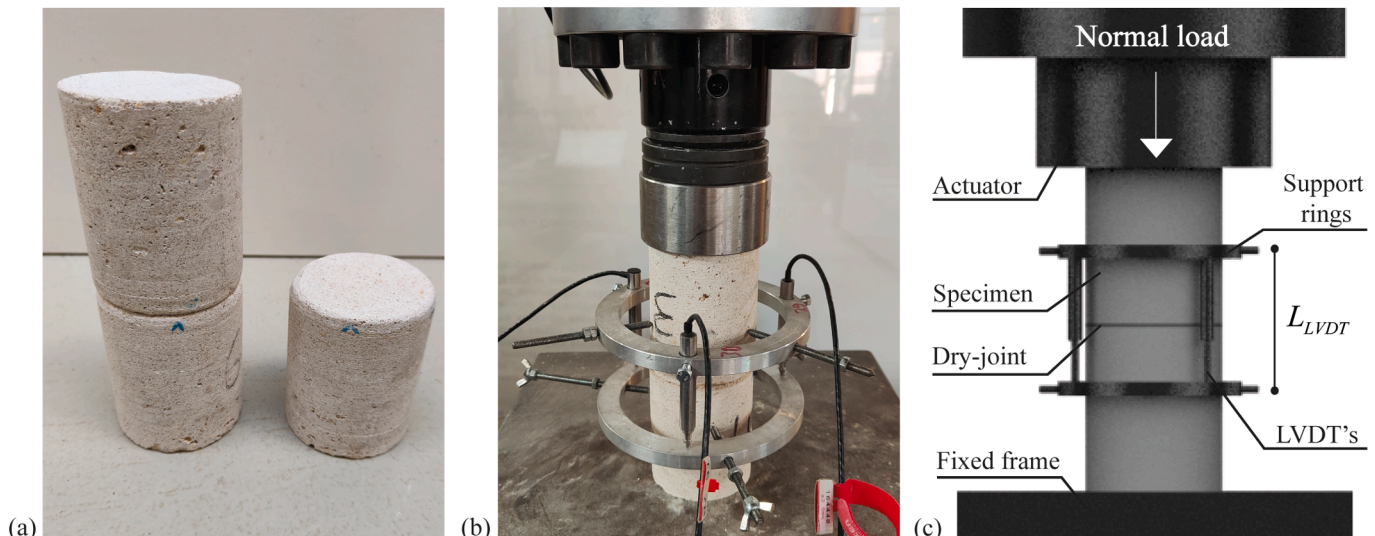 (a)
(b)
(c)
Normal load
Actuator
Support
rings
Specimen
L_LVDT
Dry-joint
LVDT's
Fixed frame